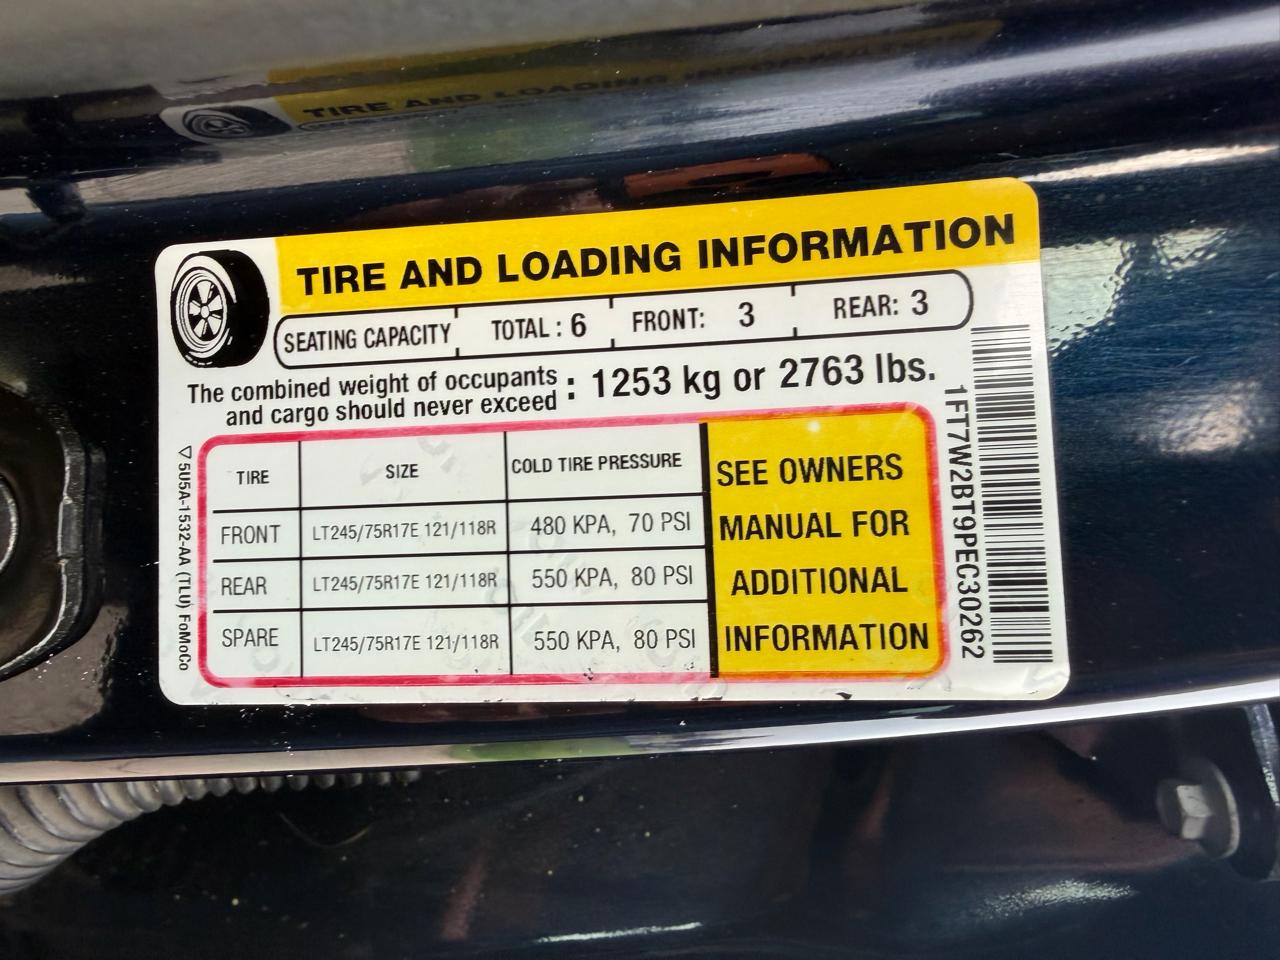 TIRE AND LOADING INFORMATION
TIRE AND LOADING INFORMATION
SEATING CAPACITY TOTAL : 6 FRONT: 3 REAR: 3
The combined weight of occupants
and cargo should never exceed : 1253 kg or 2763 lbs.
TIRE SIZE COLD TIRE PRESSURE
FRONT LT245/75R17E 121/118R 480 KPA, 70 PSI
REAR LT245/75R17E 121/118R 550 KPA, 80 PSI
SPARE LT245/75R17E 121/118R 550 KPA, 80 PSI
SEE OWNERS
MANUAL FOR
ADDITIONAL
INFORMATION
1FT7W2BT9PEC30262
▽ 5U5A-1532-AA (TLU) FoMoCo